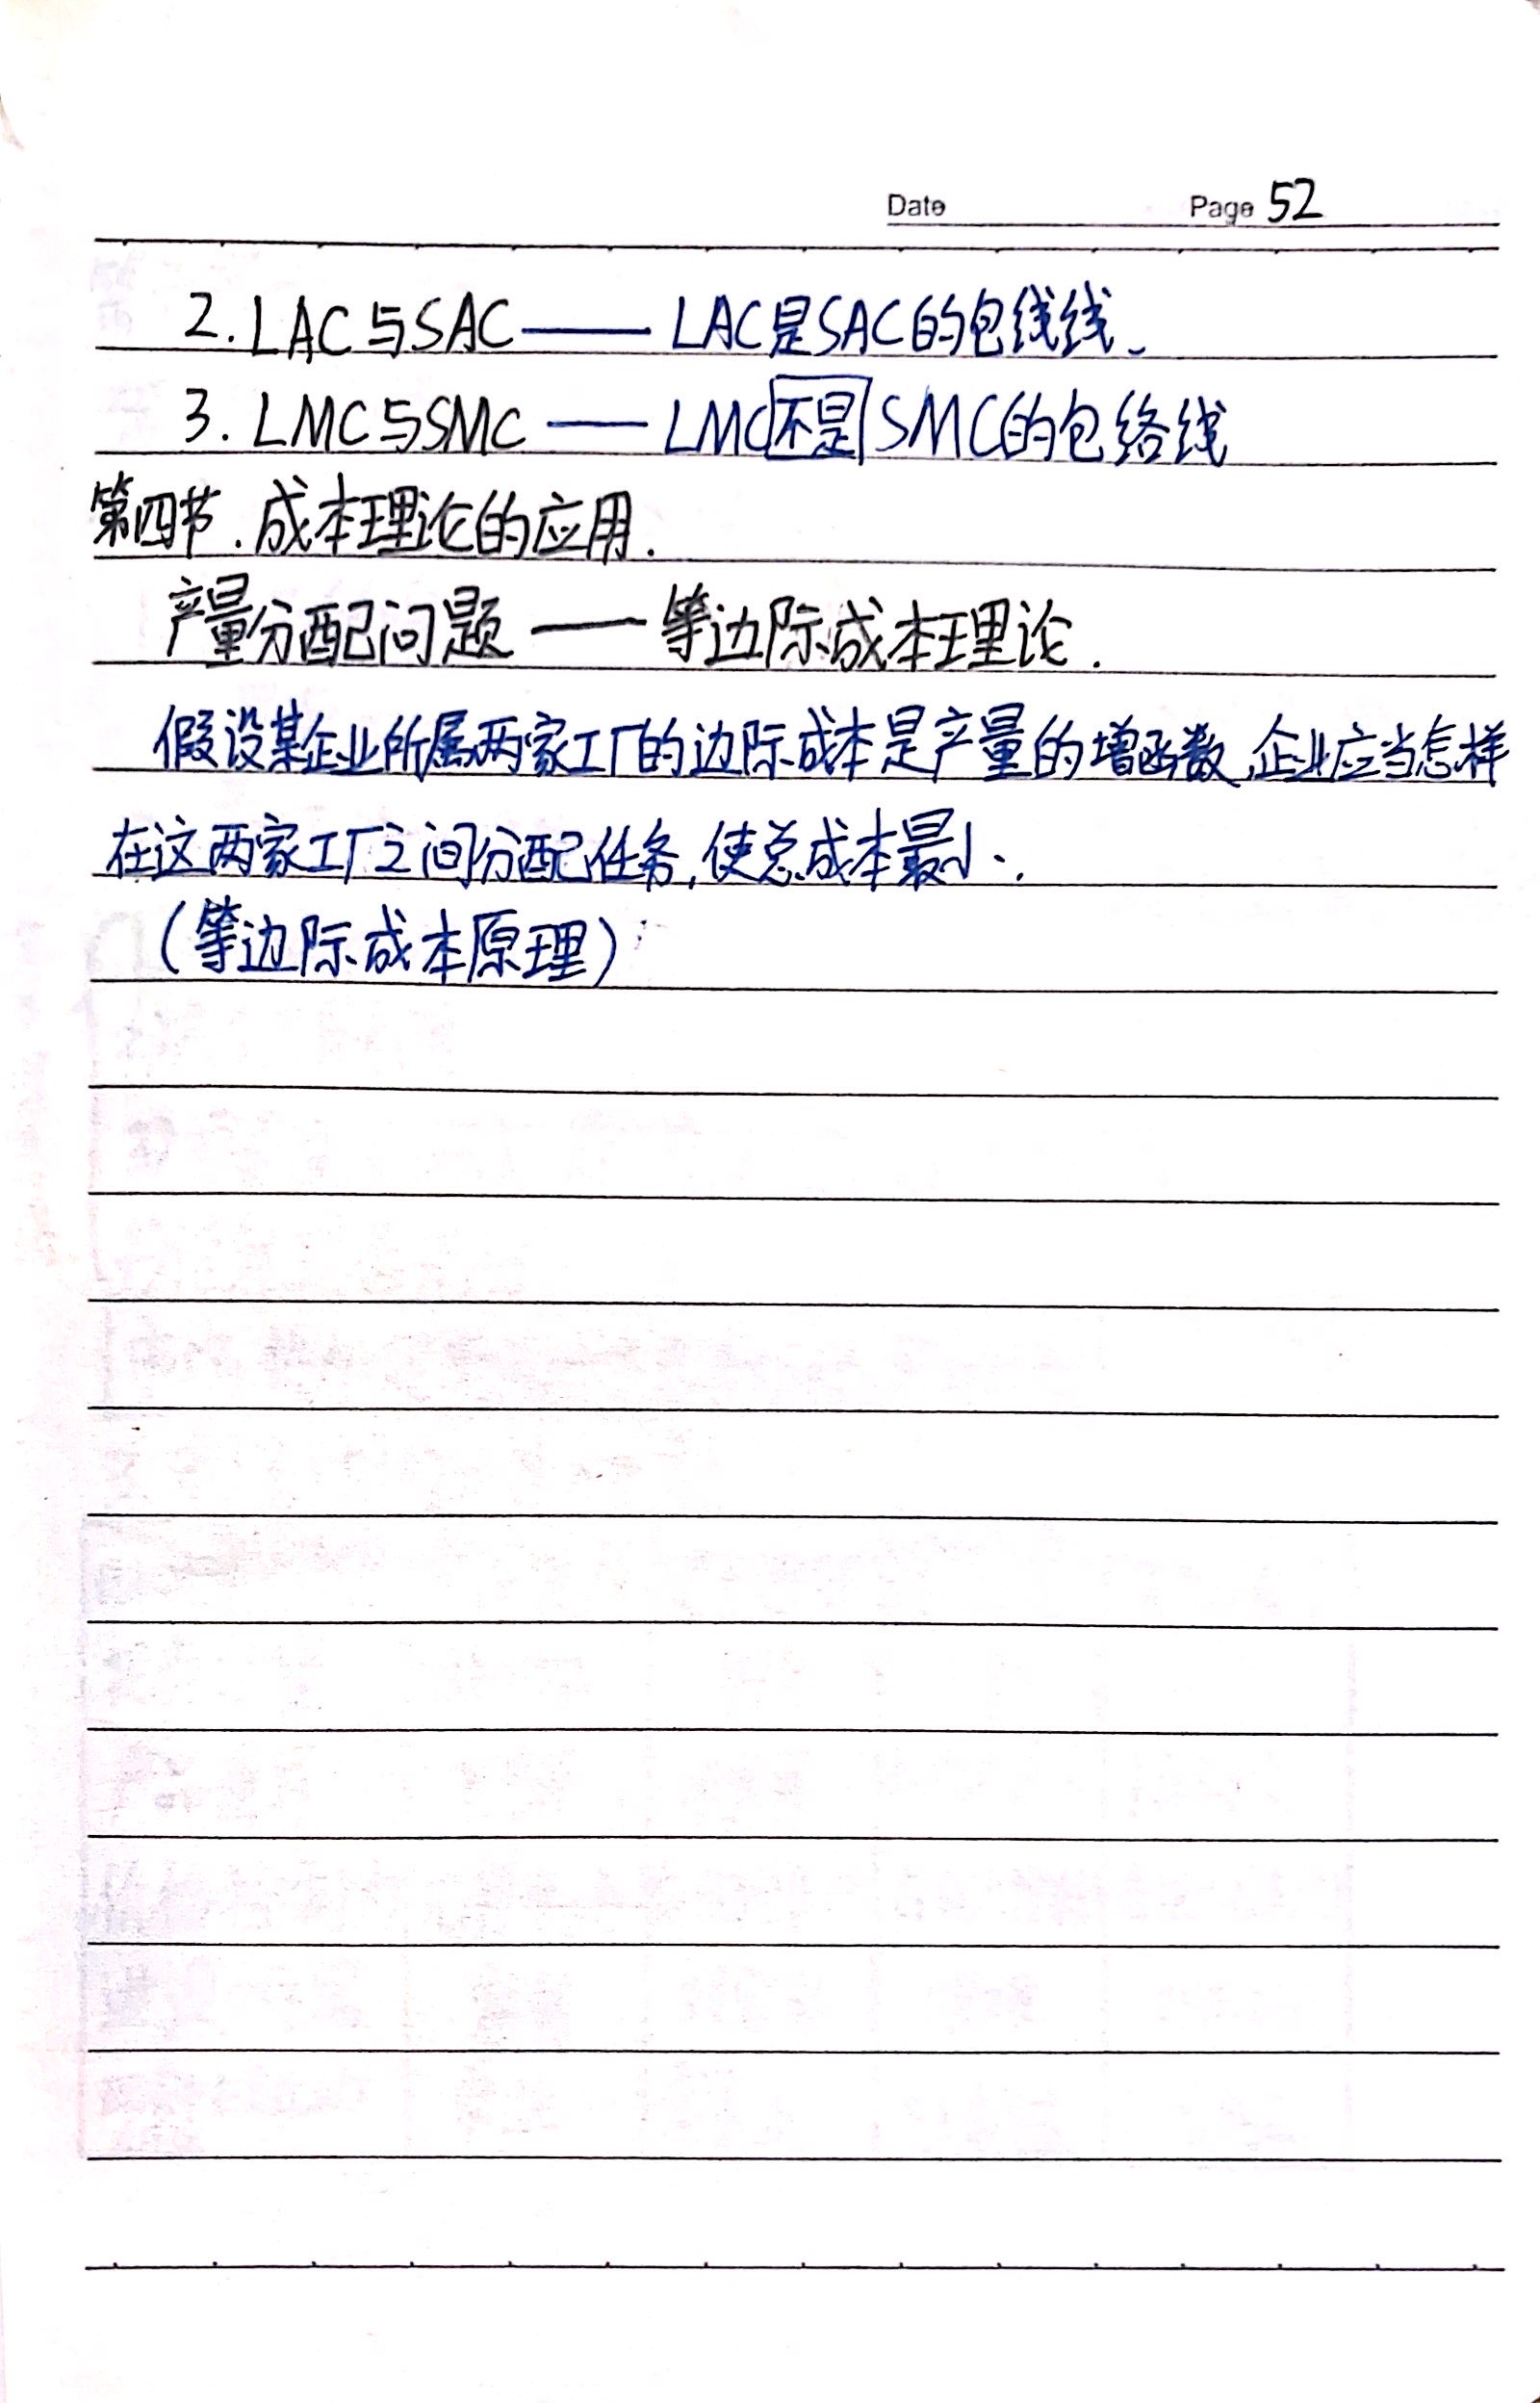 Date Page 52
2. LAC与SAC —— LAC是SAC的包线线、
3. LMC与SMC —— LMC不是SMC的包络线
第四节.成本理论的应用.
产量分配问题 —— 等边际成本理论.
假设某企业所属两家工厂的边际成本是产量的增函数,企业应当怎样
在这两家工厂之间分配任务,使总成本最小.
(等边际成本原理)